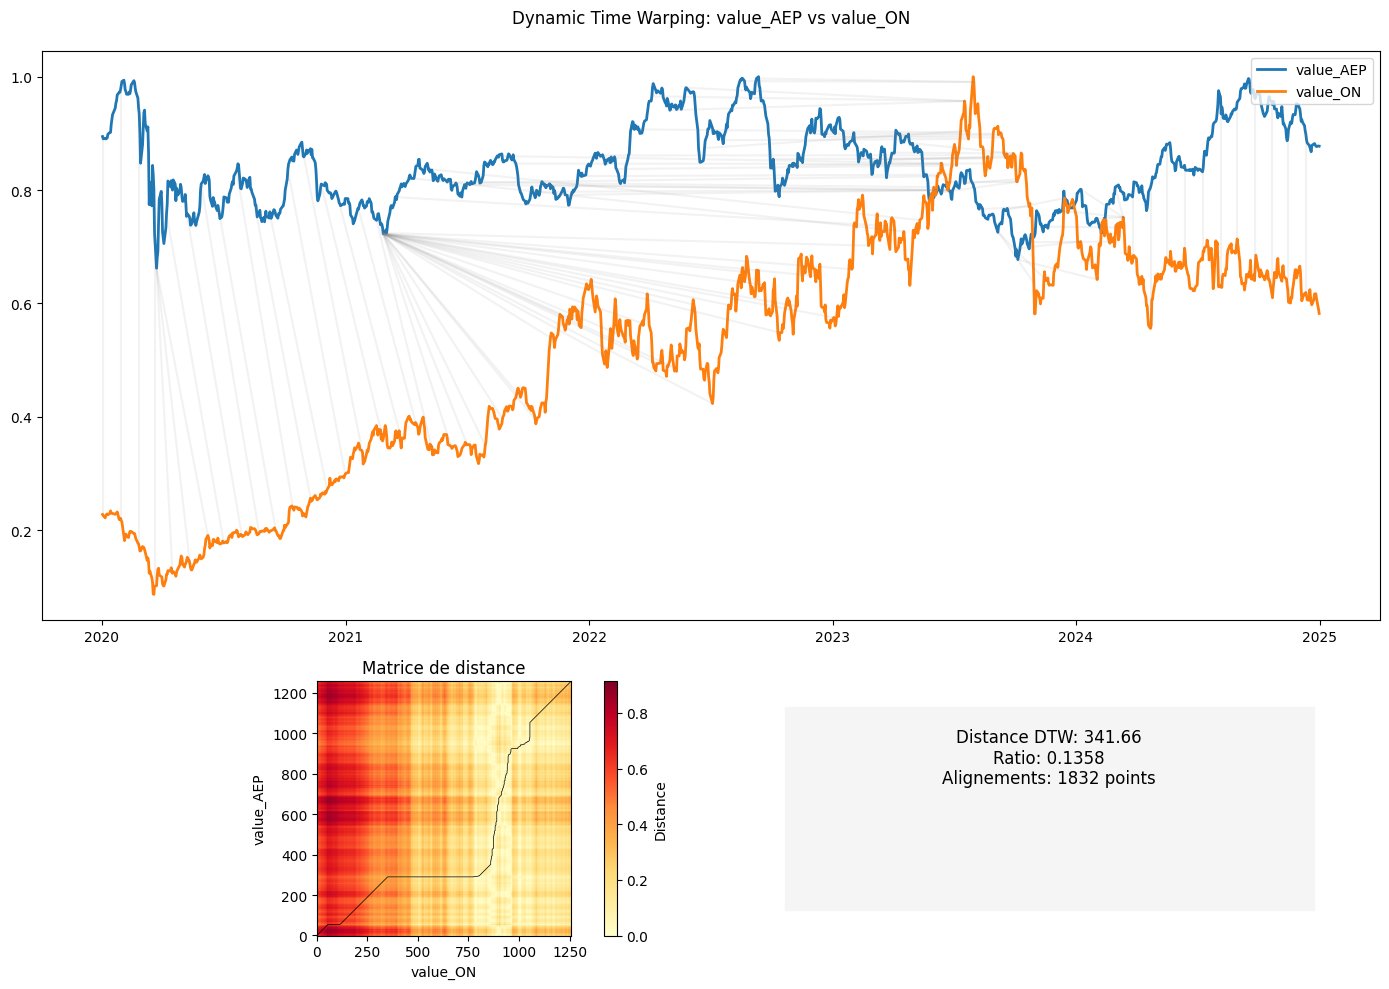 Dynamic Time Warping: value_AEP vs value_ON
value_AEP
value_ON
1.0
0.8
0.6
0.4
0.2
2020 2021 2022 2023 2024 2025
Matrice de distance
value_AEP
1200
1000
800
600
400
200
0
0 250 500 750 1000 1250
value_ON
0.8
0.6
0.4
0.2
0.0
Distance
Distance DTW: 341.66
Ratio: 0.1358
Alignements: 1832 points